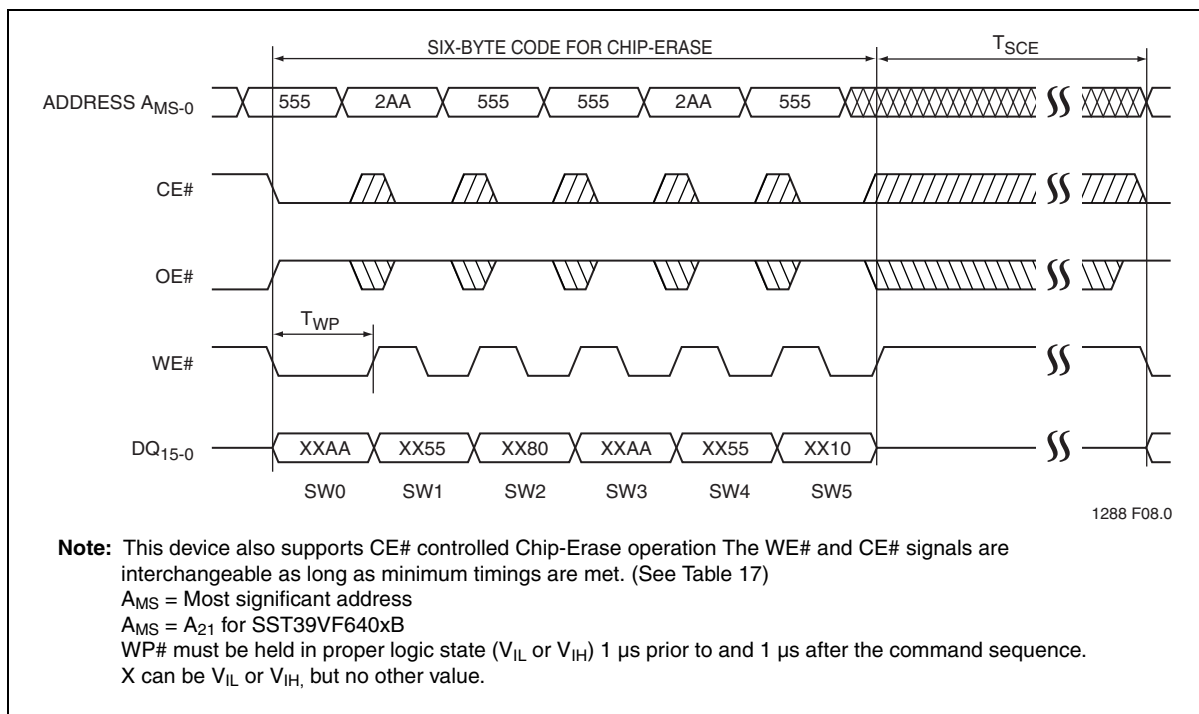 SIX-BYTE CODE FOR CHIP-ERASE TSCE
ADDRESS AMS-0 555 2AA 555 555 2AA 555
CE#
OE#
TWP
WE#
DQ15-0 XXAA XX55 XX80 XXAA XX55 XX10
SW0 SW1 SW2 SW3 SW4 SW5
1288 F08.0
Note: This device also supports CE# controlled Chip-Erase operation The WE# and CE# signals are
interchangeable as long as minimum timings are met. (See Table 17)
AMS = Most significant address
AMS = A21 for SST39VF640xB
WP# must be held in proper logic state (VIL or VIH) 1 µs prior to and 1 µs after the command sequence.
X can be VIL or VIH, but no other value.